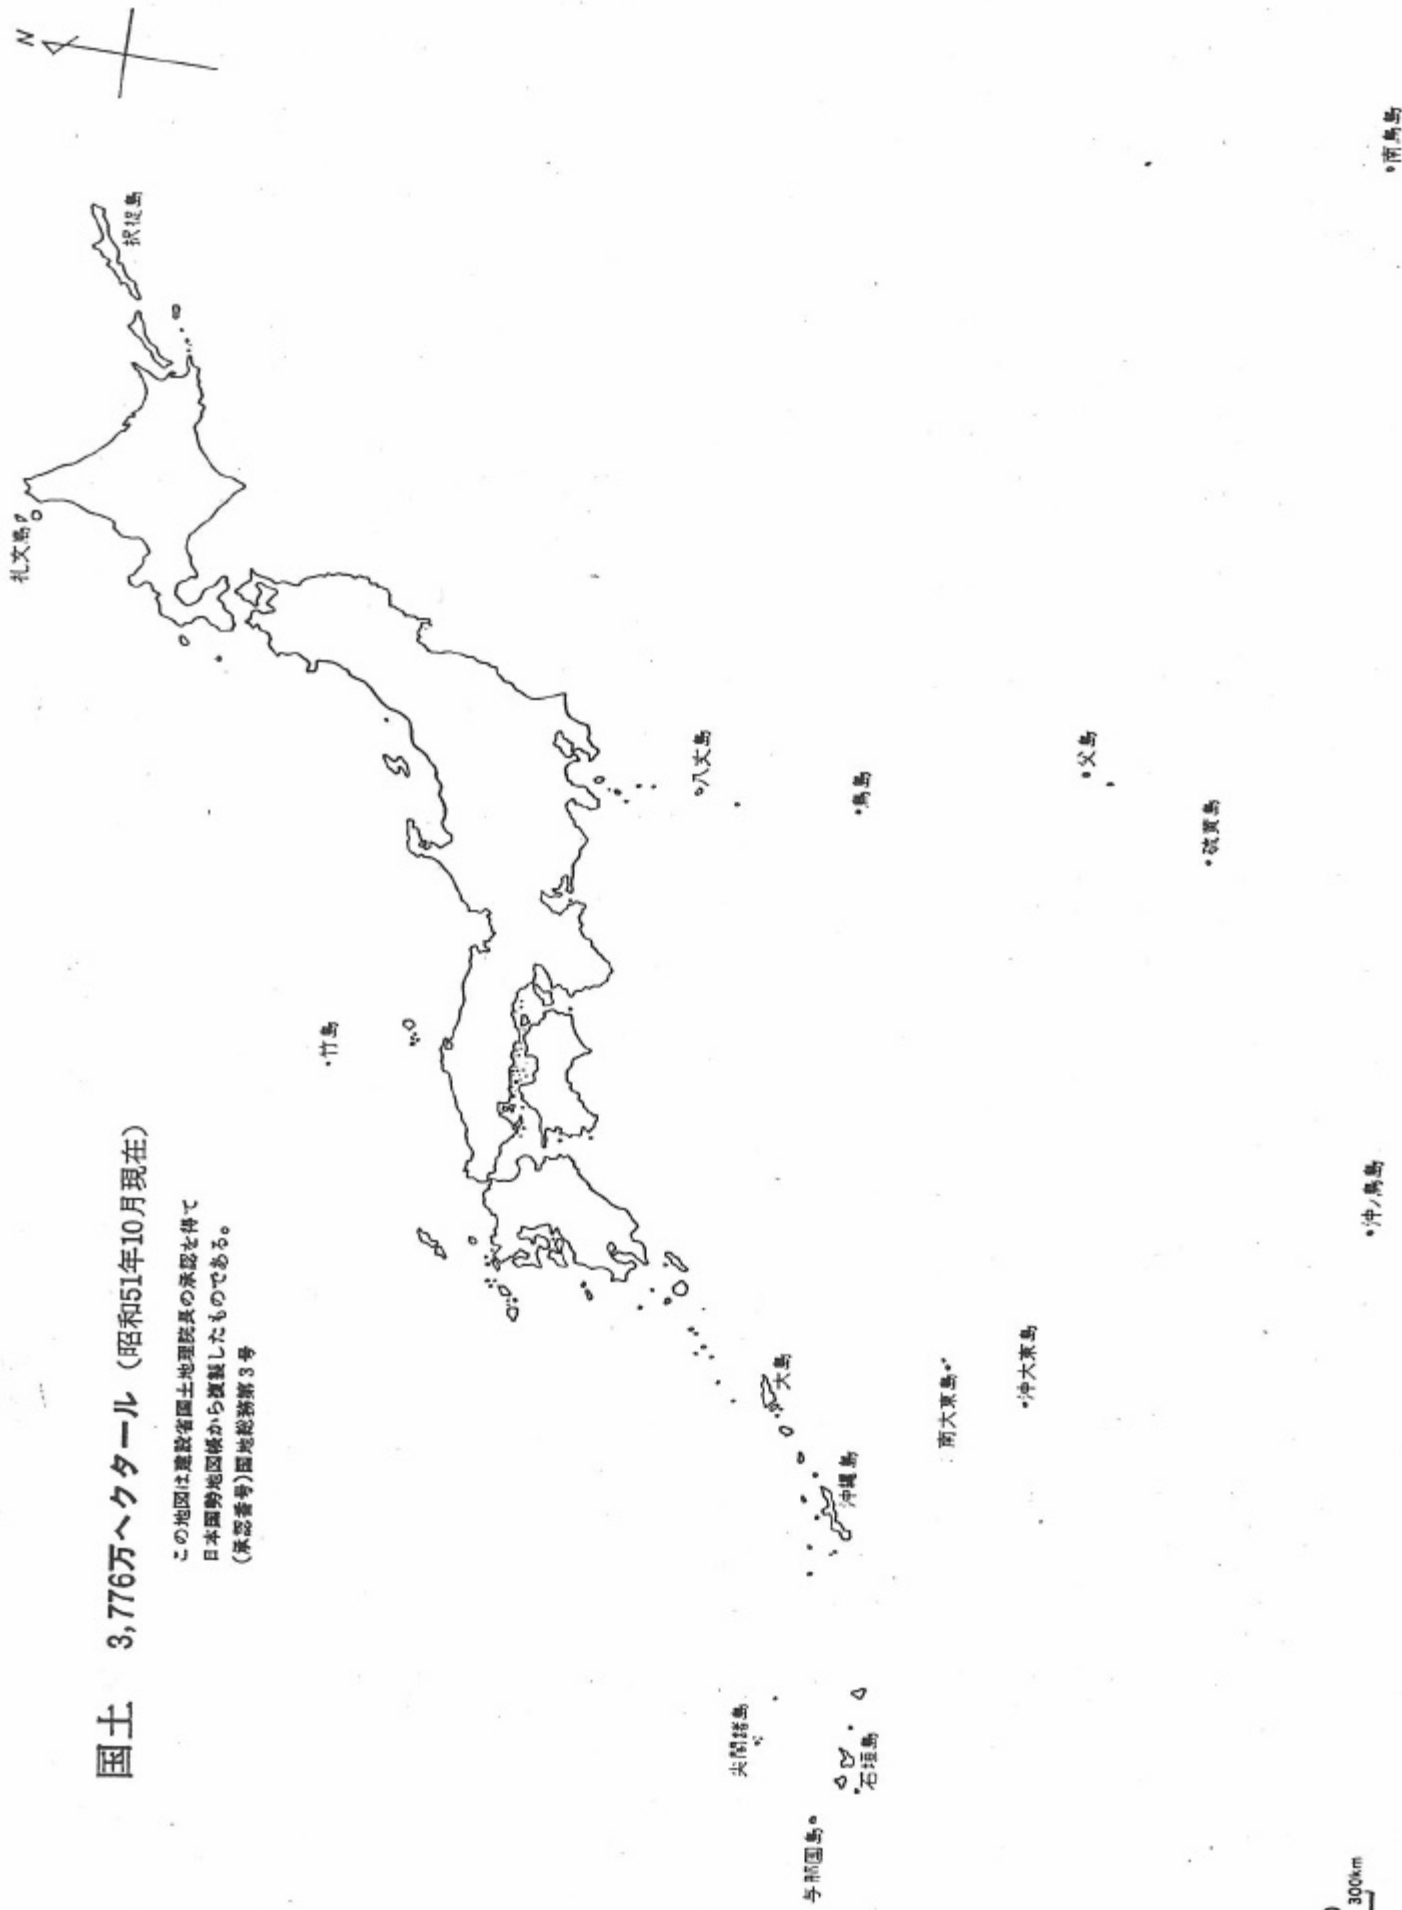 国土 3,776万ヘクタール（昭和51年10月現在）
この地図は建設省国土地理院長の承認を得て
日本国勢地図帳から複製したものである。
（承認番号）国地総務第3号
N
礼文島
択捉島
竹島
八丈島
鳥島
父島
硫黄島
南鳥島
沖ノ鳥島
大島
沖縄島
南大東島
沖大東島
尖閣諸島
石垣島
与那国島
300km